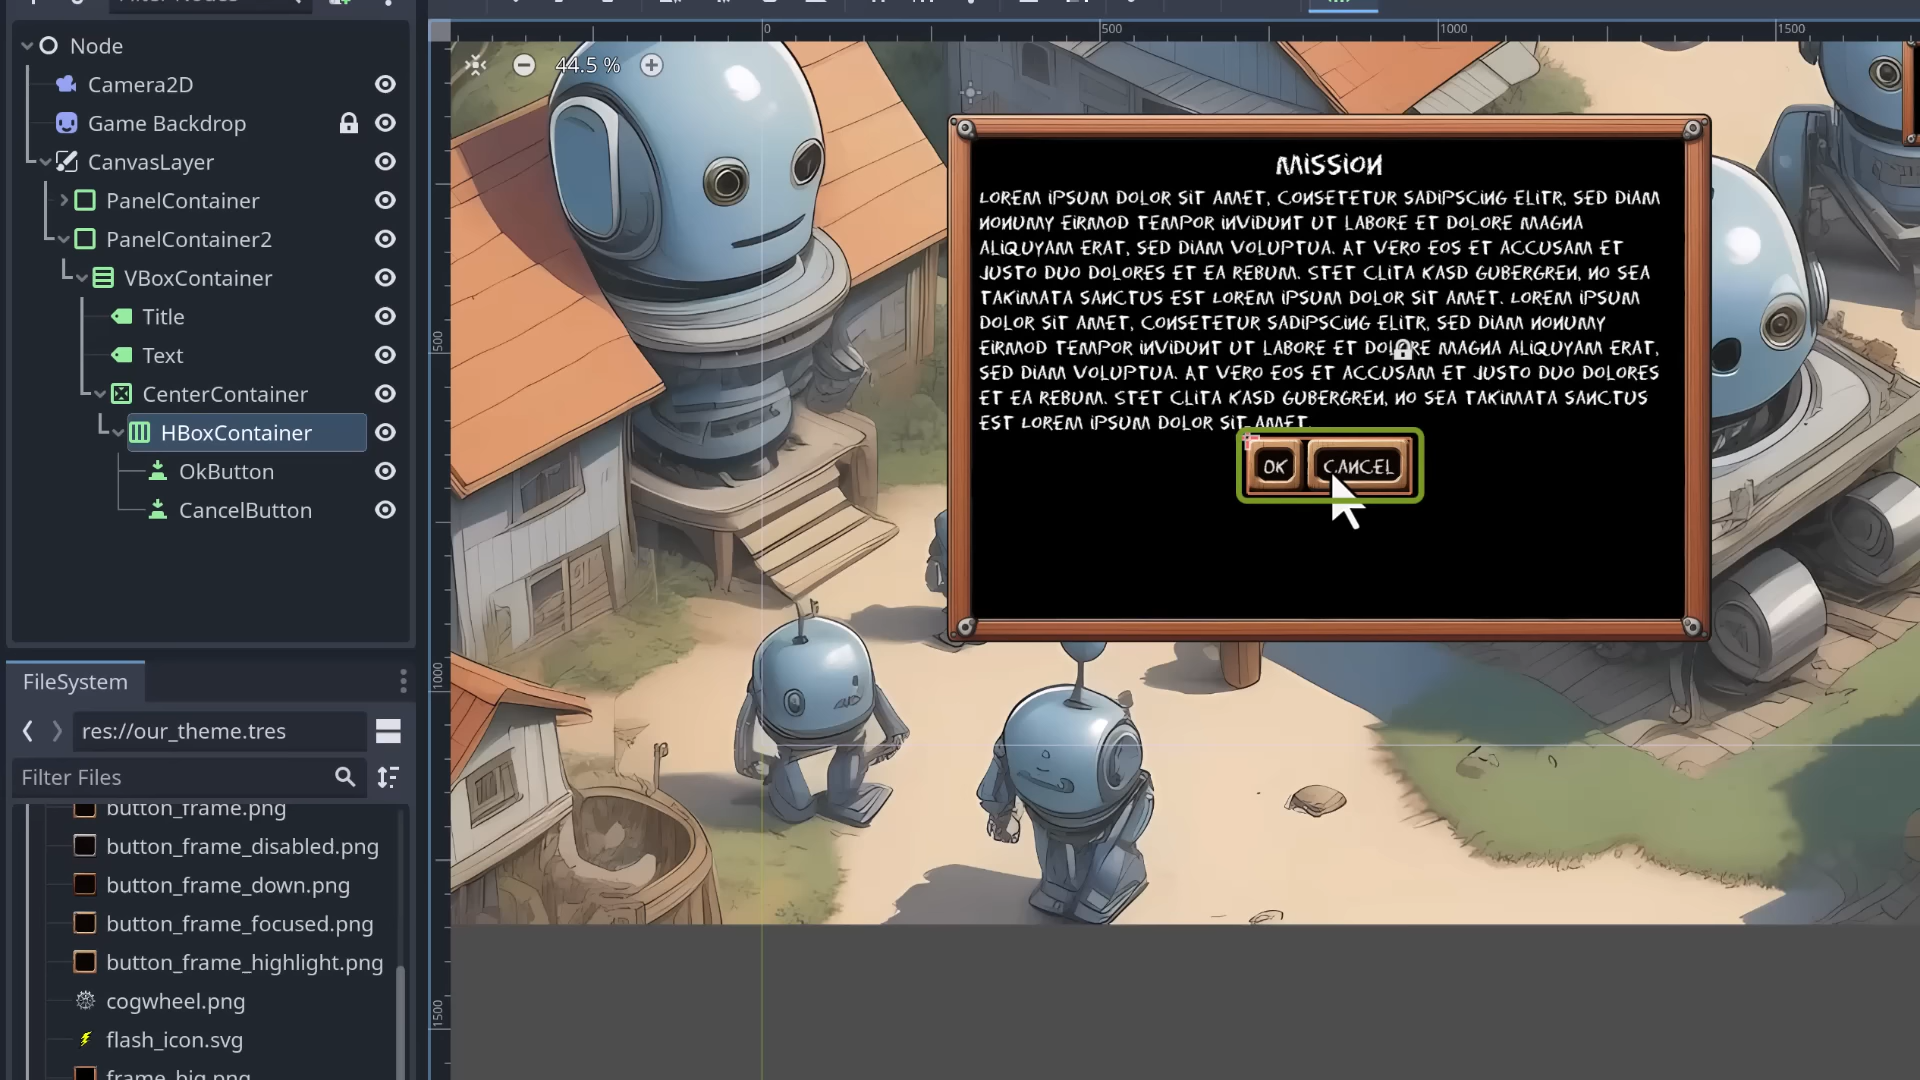 Node
Camera2D
Game Backdrop
CanvasLayer
PanelContainer
PanelContainer2
VBoxContainer
Title
Text
CenterContainer
HBoxContainer
OkButton
CancelButton
FileSystem
res://our_theme.tres
Filter Files
button_frame.png
button_frame_disabled.png
button_frame_down.png
button_frame_focused.png
button_frame_highlight.png
cogwheel.png
flash_icon.svg
frame_big.png
0
500
1000
1500
44.5 %
500
1000
1500
MISSION
LOREM IPSUM DOLOR SIT AMET, CONSETETUR SADIPSCING ELITR, SED DIAM
NONUMY EIRMOD TEMPOR INVIDUNT UT LABORE ET DOLORE MAGNA
ALIQUYAM ERAT, SED DIAM VOLUPTUA. AT VERO EOS ET ACCUSAM ET
JUSTO DUO DOLORES ET EA REBUM. STET CLITA KASD GUBERGREN, NO SEA
TAKIMATA SANCTUS EST LOREM IPSUM DOLOR SIT AMET. LOREM IPSUM
DOLOR SIT AMET, CONSETETUR SADIPSCING ELITR, SED DIAM NONUMY
EIRMOD TEMPOR INVIDUNT UT LABORE ET DOLORE MAGNA ALIQUYAM ERAT,
SED DIAM VOLUPTUA. AT VERO EOS ET ACCUSAM ET JUSTO DUO DOLORES
ET EA REBUM. STET CLITA KASD GUBERGREN, NO SEA TAKIMATA SANCTUS
EST LOREM IPSUM DOLOR SIT AMET.
OK
CANCEL